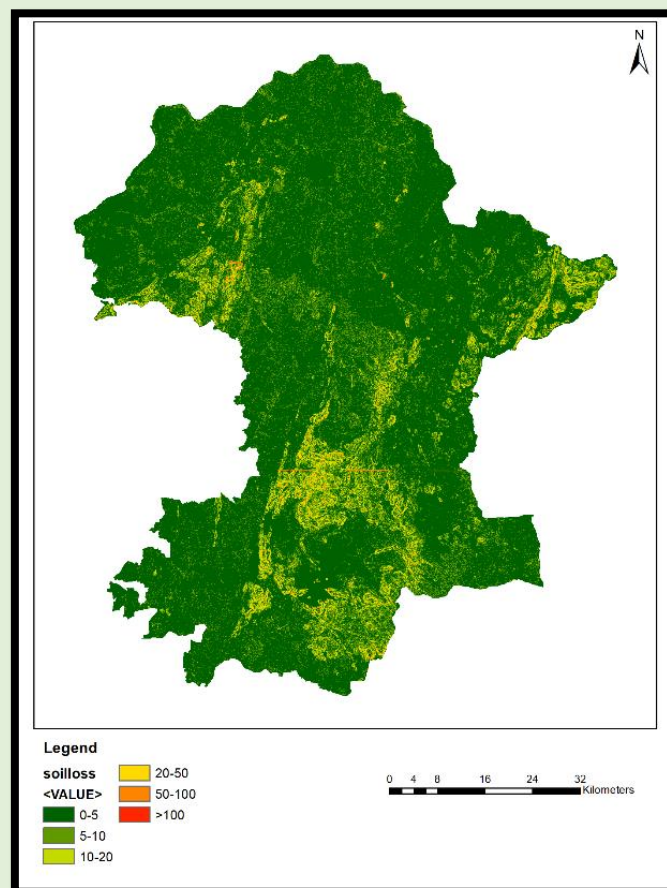 N
Legend
soilloss
<VALUE>
0-5
5-10
10-20
20-50
50-100
>100
0 4 8 16 24 32
Kilometers